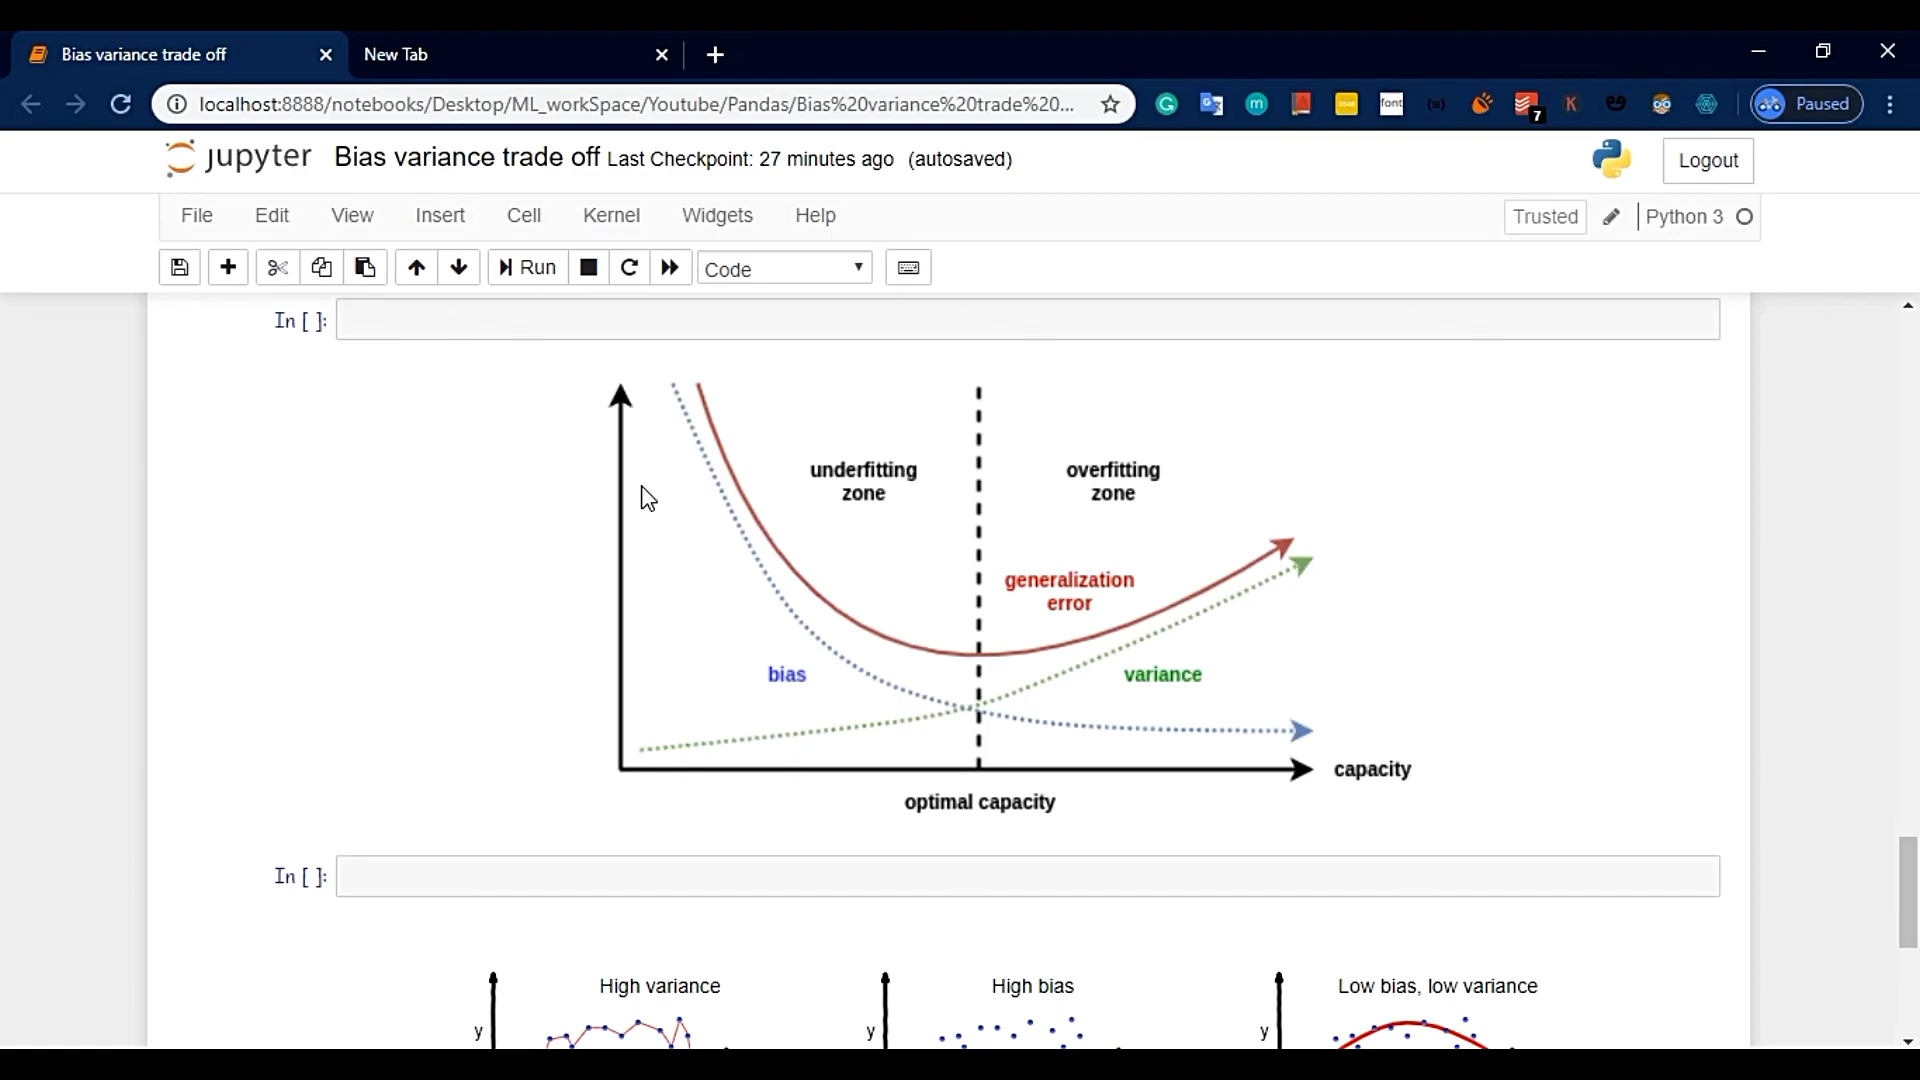 Bias variance trade off
New Tab
localhost:8888/notebooks/Desktop/ML_workSpace/Youtube/Pandas/Bias%20variance%20trade%20...
font
7
K
Paused
jupyter Bias variance trade off Last Checkpoint: 27 minutes ago (autosaved)
Logout
File Edit View Insert Cell Kernel Widgets Help
Trusted Python 3
Run Code
In [ ]:
underfitting
zone
overfitting
zone
generalization
error
bias
variance
capacity
optimal capacity
In [ ]:
High variance
High bias
Low bias, low variance
y
y
y